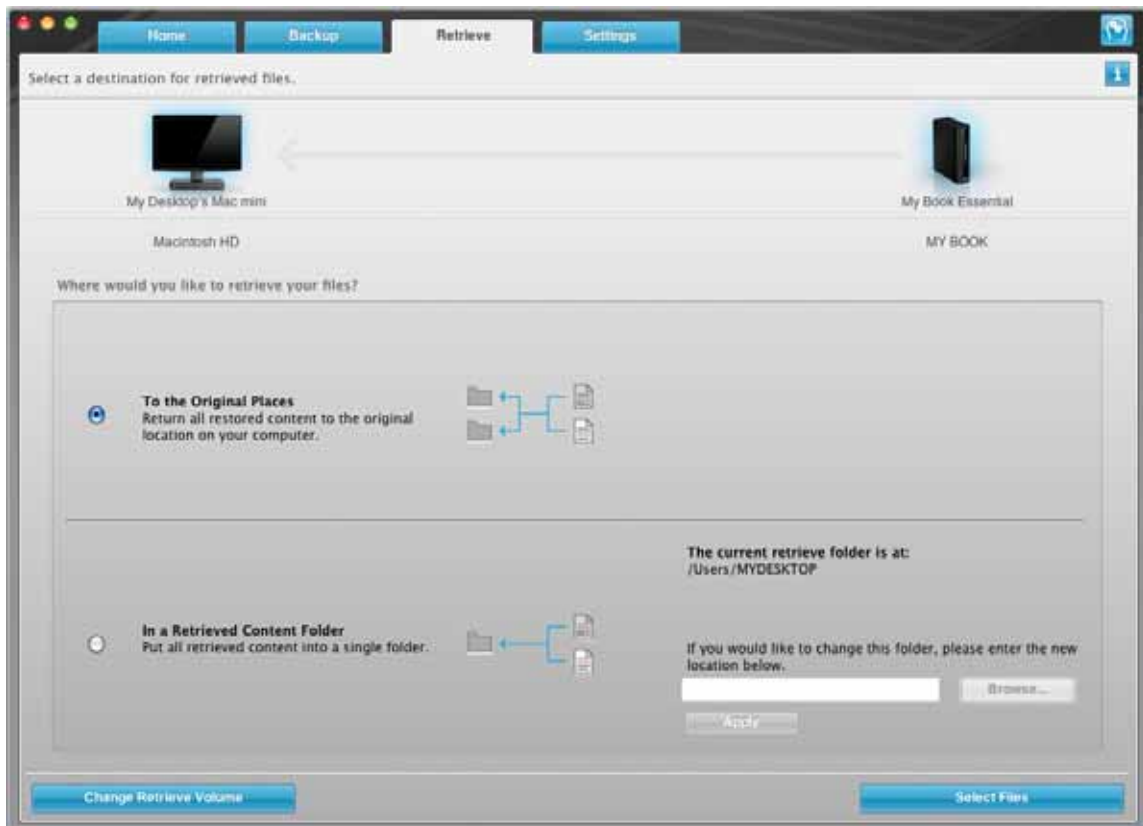 Home Backup Retrieve Settings
Select a destination for retrieved files.
i
My Desktop's Mac mini
My Book Essential
Macintosh HD
MY BOOK
Where would you like to retrieve your files?
To the Original Places
Return all restored content to the original
location on your computer.
The current retrieve folder is at:
/Users/MYDESKTOP
In a Retrieved Content Folder
Put all retrieved content into a single folder.
If you would like to change this folder, please enter the new
location below.
Browse...
Apply
Change Retrieve Volume
Select Files